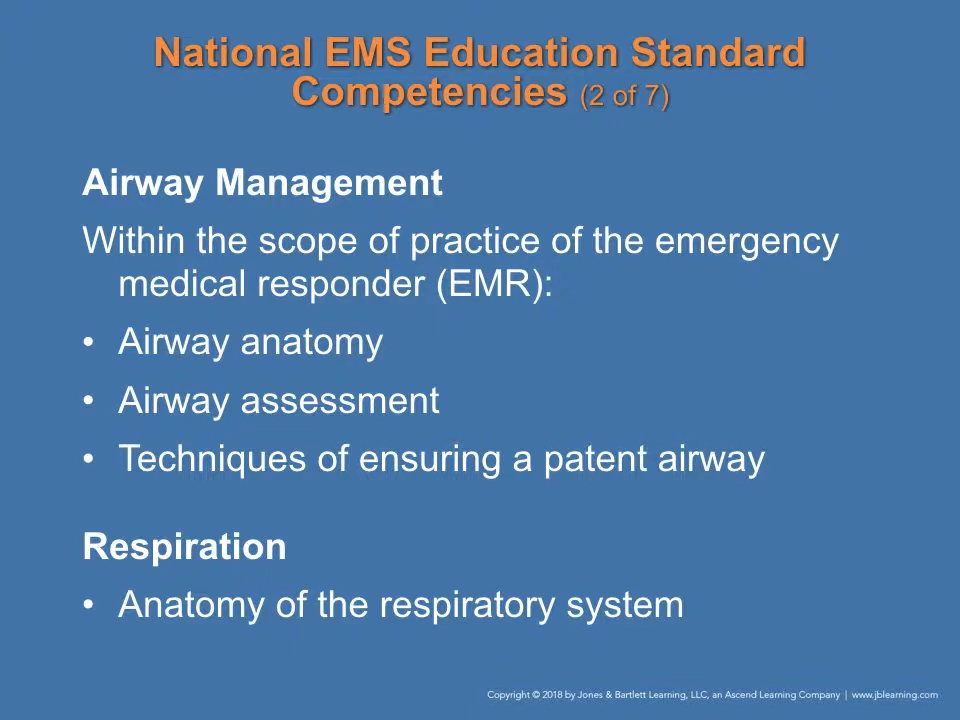 National EMS Education Standard
Competencies (2 of 7)
Airway Management
Within the scope of practice of the emergency
medical responder (EMR):
• Airway anatomy
• Airway assessment
• Techniques of ensuring a patent airway
Respiration
• Anatomy of the respiratory system
Copyright © 2018 by Jones & Bartlett Learning, LLC, an Ascend Learning Company | www.jblearning.com